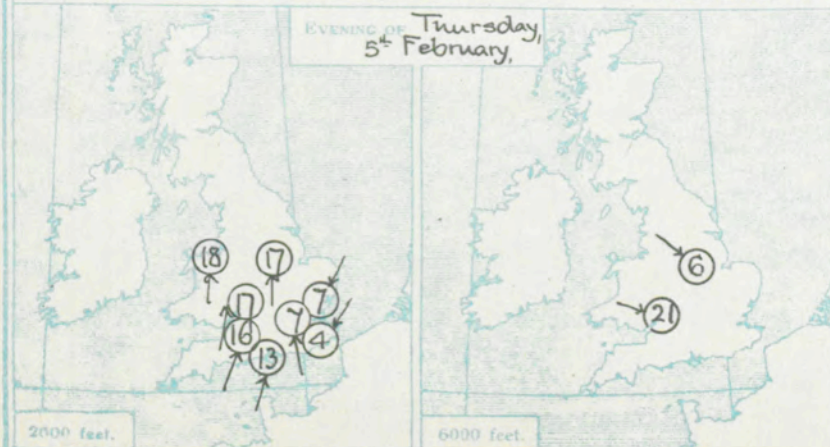 EVENING OF Thursday,
5th February,
18
17
17
7
7
16
4
13
2000 feet.
6
21
6000 feet.